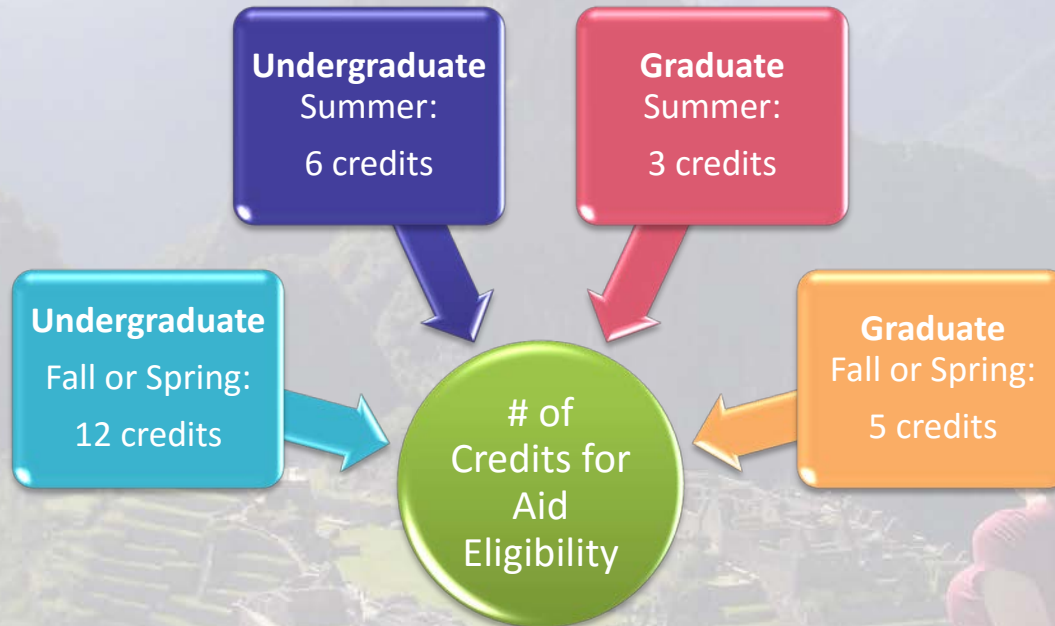 Undergraduate
Summer:
6 credits
Graduate
Summer:
3 credits
Undergraduate
Fall or Spring:
12 credits
Graduate
Fall or Spring:
5 credits
# of
Credits for
Aid
Eligibility